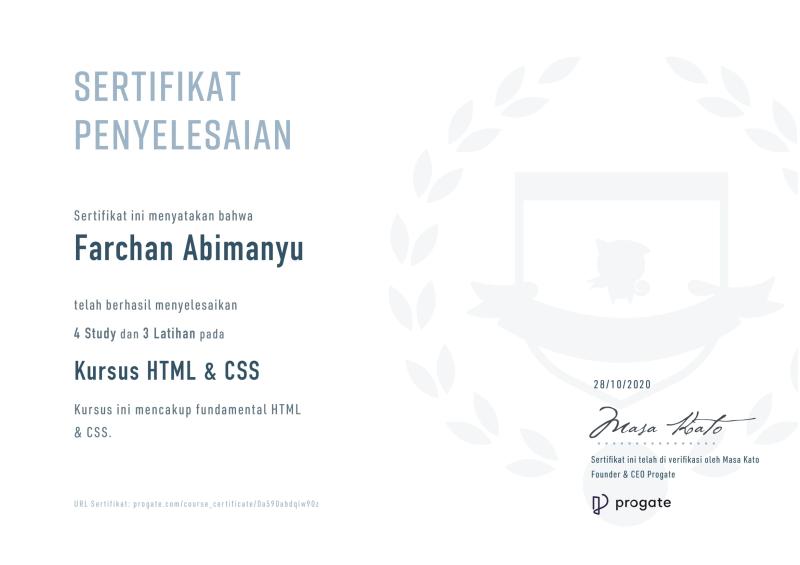 SERTIFIKAT
PENYELESAIAN
Sertifikat ini menyatakan bahwa
Farchan Abimanyu
telah berhasil menyelesaikan
4 Study dan 3 Latihan pada
Kursus HTML & CSS
Kursus ini mencakup fundamental HTML
& CSS.
28/10/2020
Masa Kato
Sertifikat ini telah di verifikasi oleh Masa Kato
Founder & CEO Progate
URL Sertifikat: progate.com/course_certificate/0a590abdqiw90z
progate